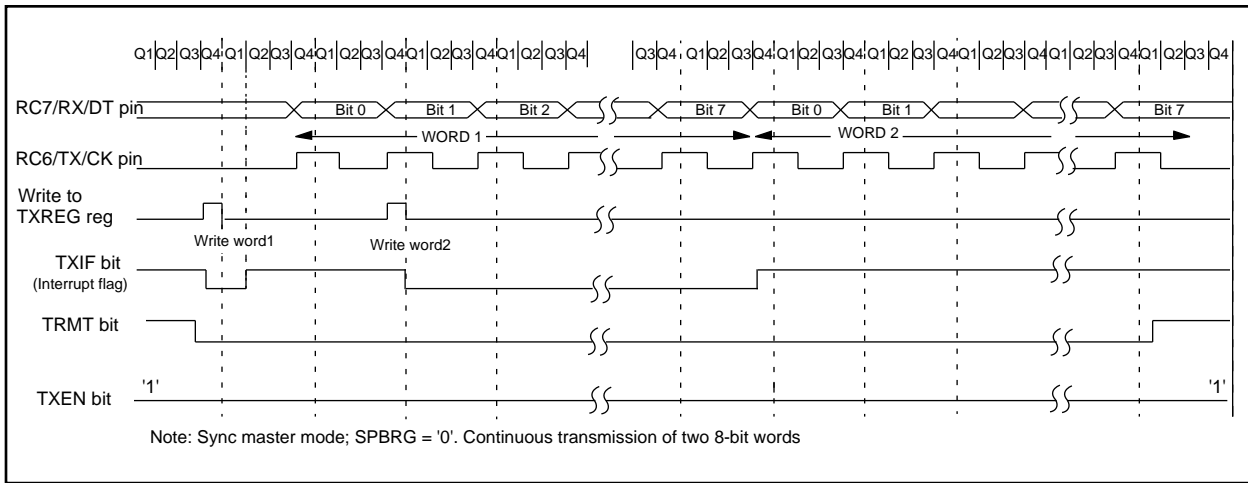 Q1 Q2 Q3 Q4 Q1 Q2 Q3 Q4 Q1 Q2 Q3 Q4 Q1 Q2 Q3 Q4 Q1 Q2 Q3 Q4 Q3 Q4 Q1 Q2 Q3 Q4 Q1 Q2 Q3 Q4 Q1 Q2 Q3 Q4 Q1 Q2 Q3 Q4 Q1 Q2 Q3 Q4 Q1 Q2 Q3 Q4
RC7/RX/DT pin Bit 0 Bit 1 Bit 2 Bit 7 Bit 0 Bit 1 Bit 7
WORD 1 WORD 2
RC6/TX/CK pin
Write to
TXREG reg
Write word1 Write word2
TXIF bit
(Interrupt flag)
TRMT bit
'1' '1'
TXEN bit
Note: Sync master mode; SPBRG = '0'. Continuous transmission of two 8-bit words